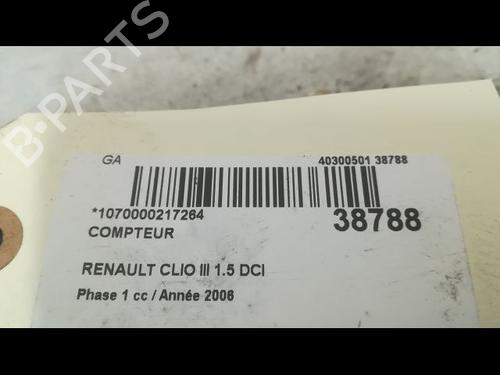 B-PARTS
GA
40300501 38788
*1070000217264
38788
COMPTEUR
RENAULT CLIO III 1.5 DCI
Phase 1 cc / Année 2006